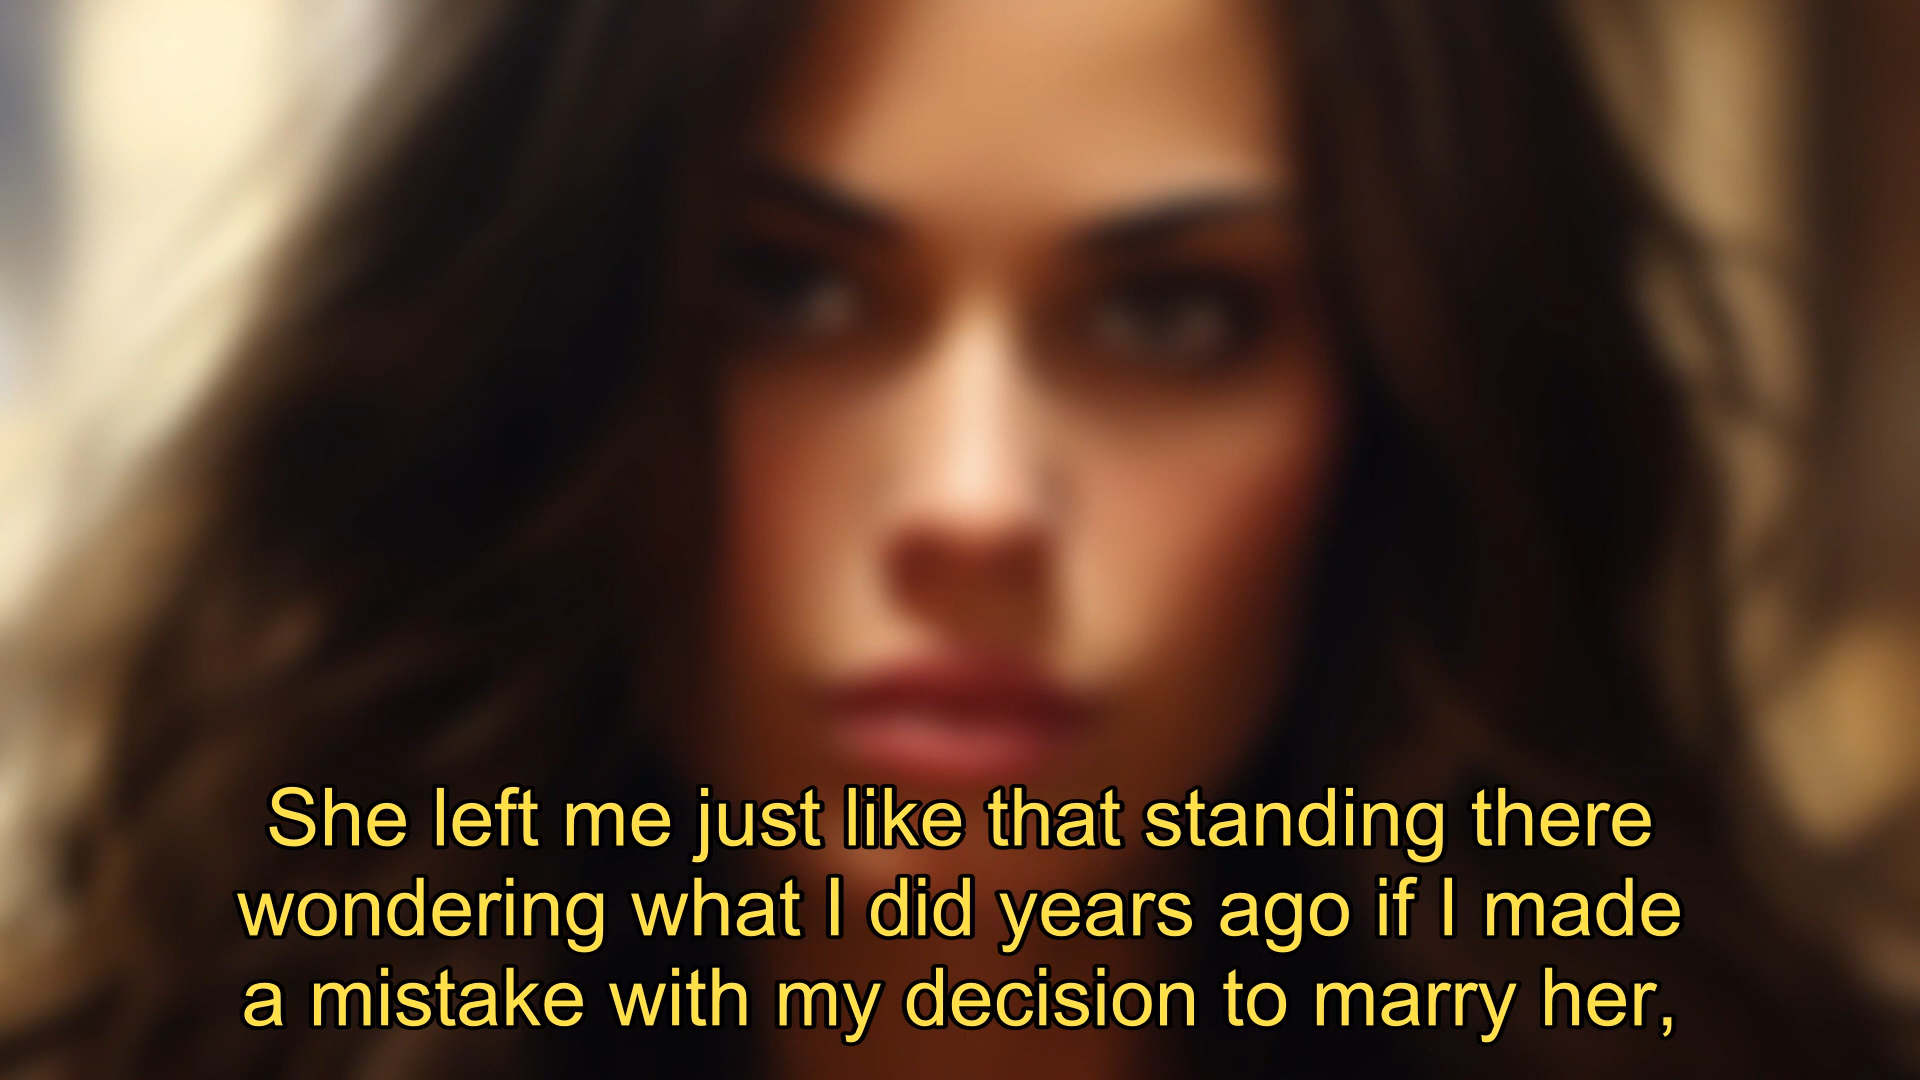 She left me just like that standing there
wondering what I did years ago if I made
a mistake with my decision to marry her,